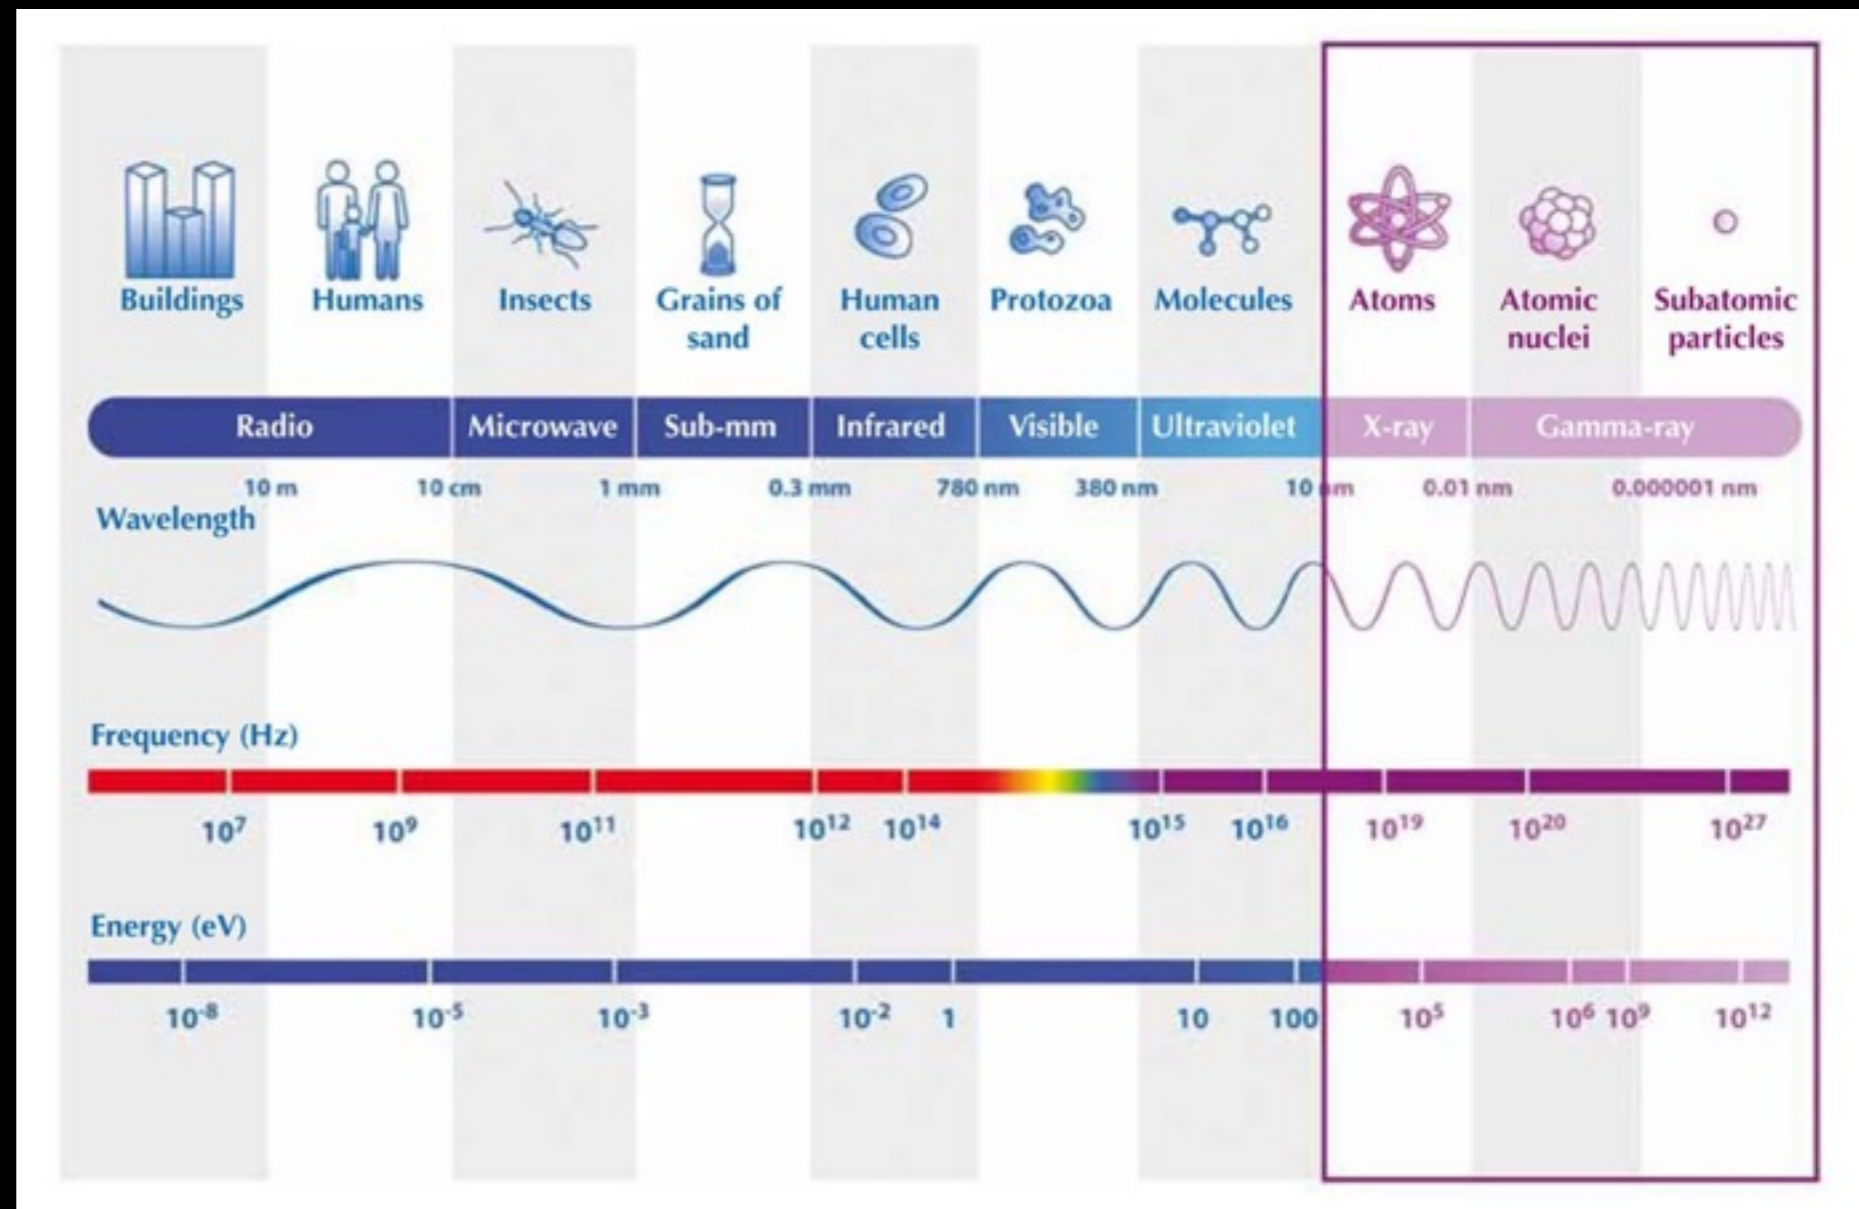 Buildings
Humans
Insects
Grains of
sand
Human
cells
Protozoa
Molecules
Atoms
Atomic
nuclei
Subatomic
particles
Radio
Microwave
Sub-mm
Infrared
Visible
Ultraviolet
X-ray
Gamma-ray
10 m
10 cm
1 mm
0.3 mm
780 nm
380 nm
10 nm
0.01 nm
0.000001 nm
Wavelength
Frequency (Hz)
10⁷
10⁹
10¹¹
10¹²
10¹⁴
10¹⁵
10¹⁶
10¹⁹
10²⁰
10²⁷
Energy (eV)
10⁻⁸
10⁻⁵
10⁻³
10⁻²
1
10
100
10⁵
10⁶
10⁹
10¹²